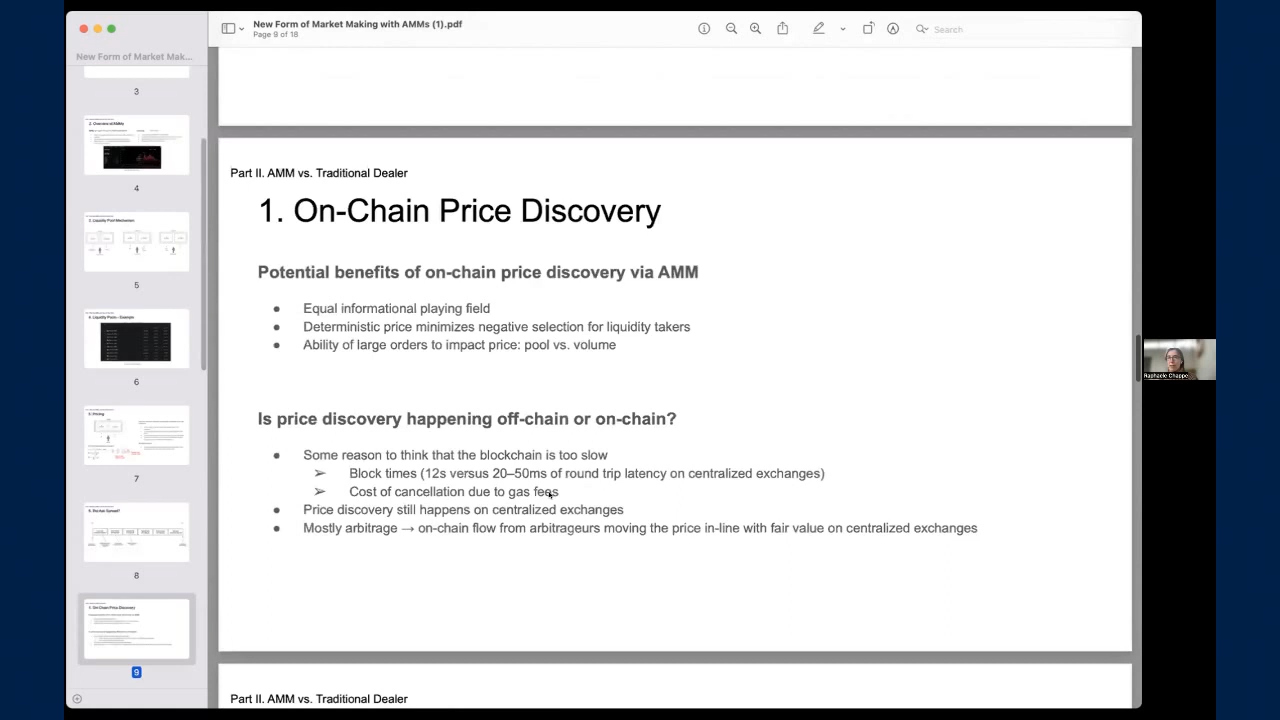 New Form of Market Making with AMMs (1).pdf
Page 9 of 18
Search
New Form of Market Mak...
3
4
5
6
7
8
9
Part II. AMM vs. Traditional Dealer
1. On-Chain Price Discovery
Potential benefits of on-chain price discovery via AMM
● Equal informational playing field
● Deterministic price minimizes negative selection for liquidity takers
● Ability of large orders to impact price: pool vs. volume
Is price discovery happening off-chain or on-chain?
● Some reason to think that the blockchain is too slow
➢ Block times (12s versus 20–50ms of round trip latency on centralized exchanges)
➢ Cost of cancellation due to gas fees
● Price discovery still happens on centralized exchanges
● Mostly arbitrage → on-chain flow from arbitrageurs moving the price in-line with fair value on centralized exchanges
Part II. AMM vs. Traditional Dealer
Raphaele Chappe